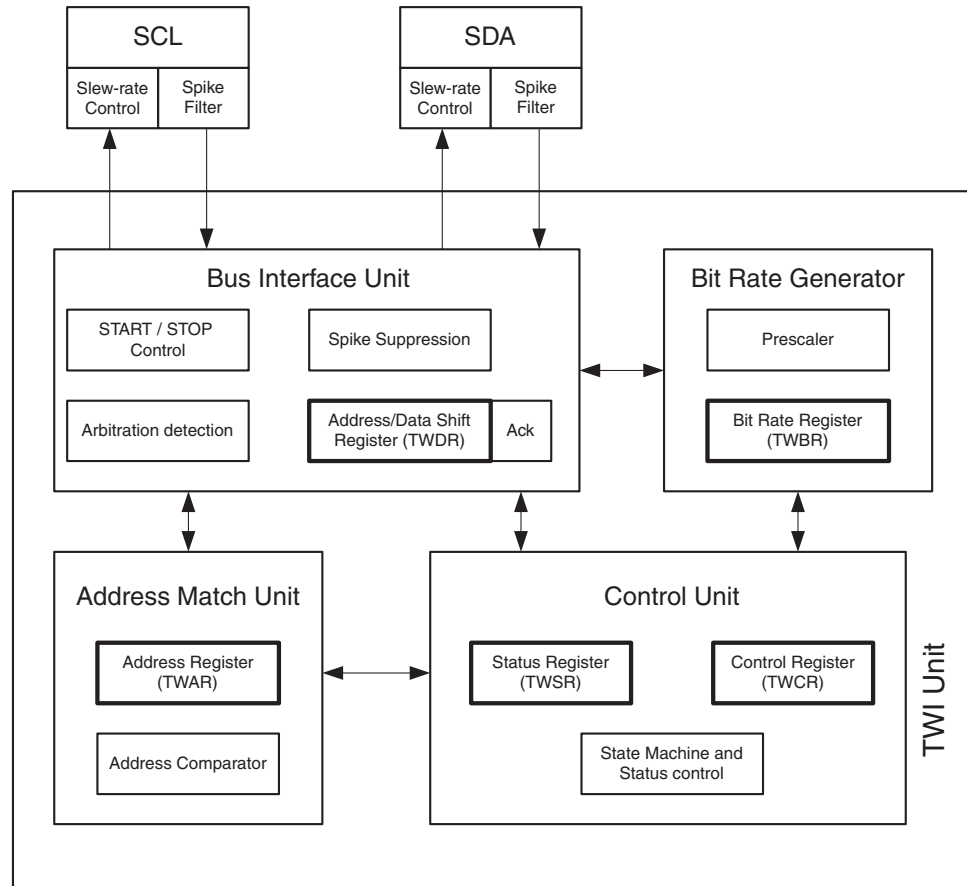 SCL
Slew-rate
Control
Spike
Filter
SDA
Slew-rate
Control
Spike
Filter
Bus Interface Unit
START / STOP
Control
Spike Suppression
Arbitration detection
Address/Data Shift
Register (TWDR)
Ack
Bit Rate Generator
Prescaler
Bit Rate Register
(TWBR)
Address Match Unit
Address Register
(TWAR)
Address Comparator
Control Unit
Status Register
(TWSR)
Control Register
(TWCR)
State Machine and
Status control
TWI Unit